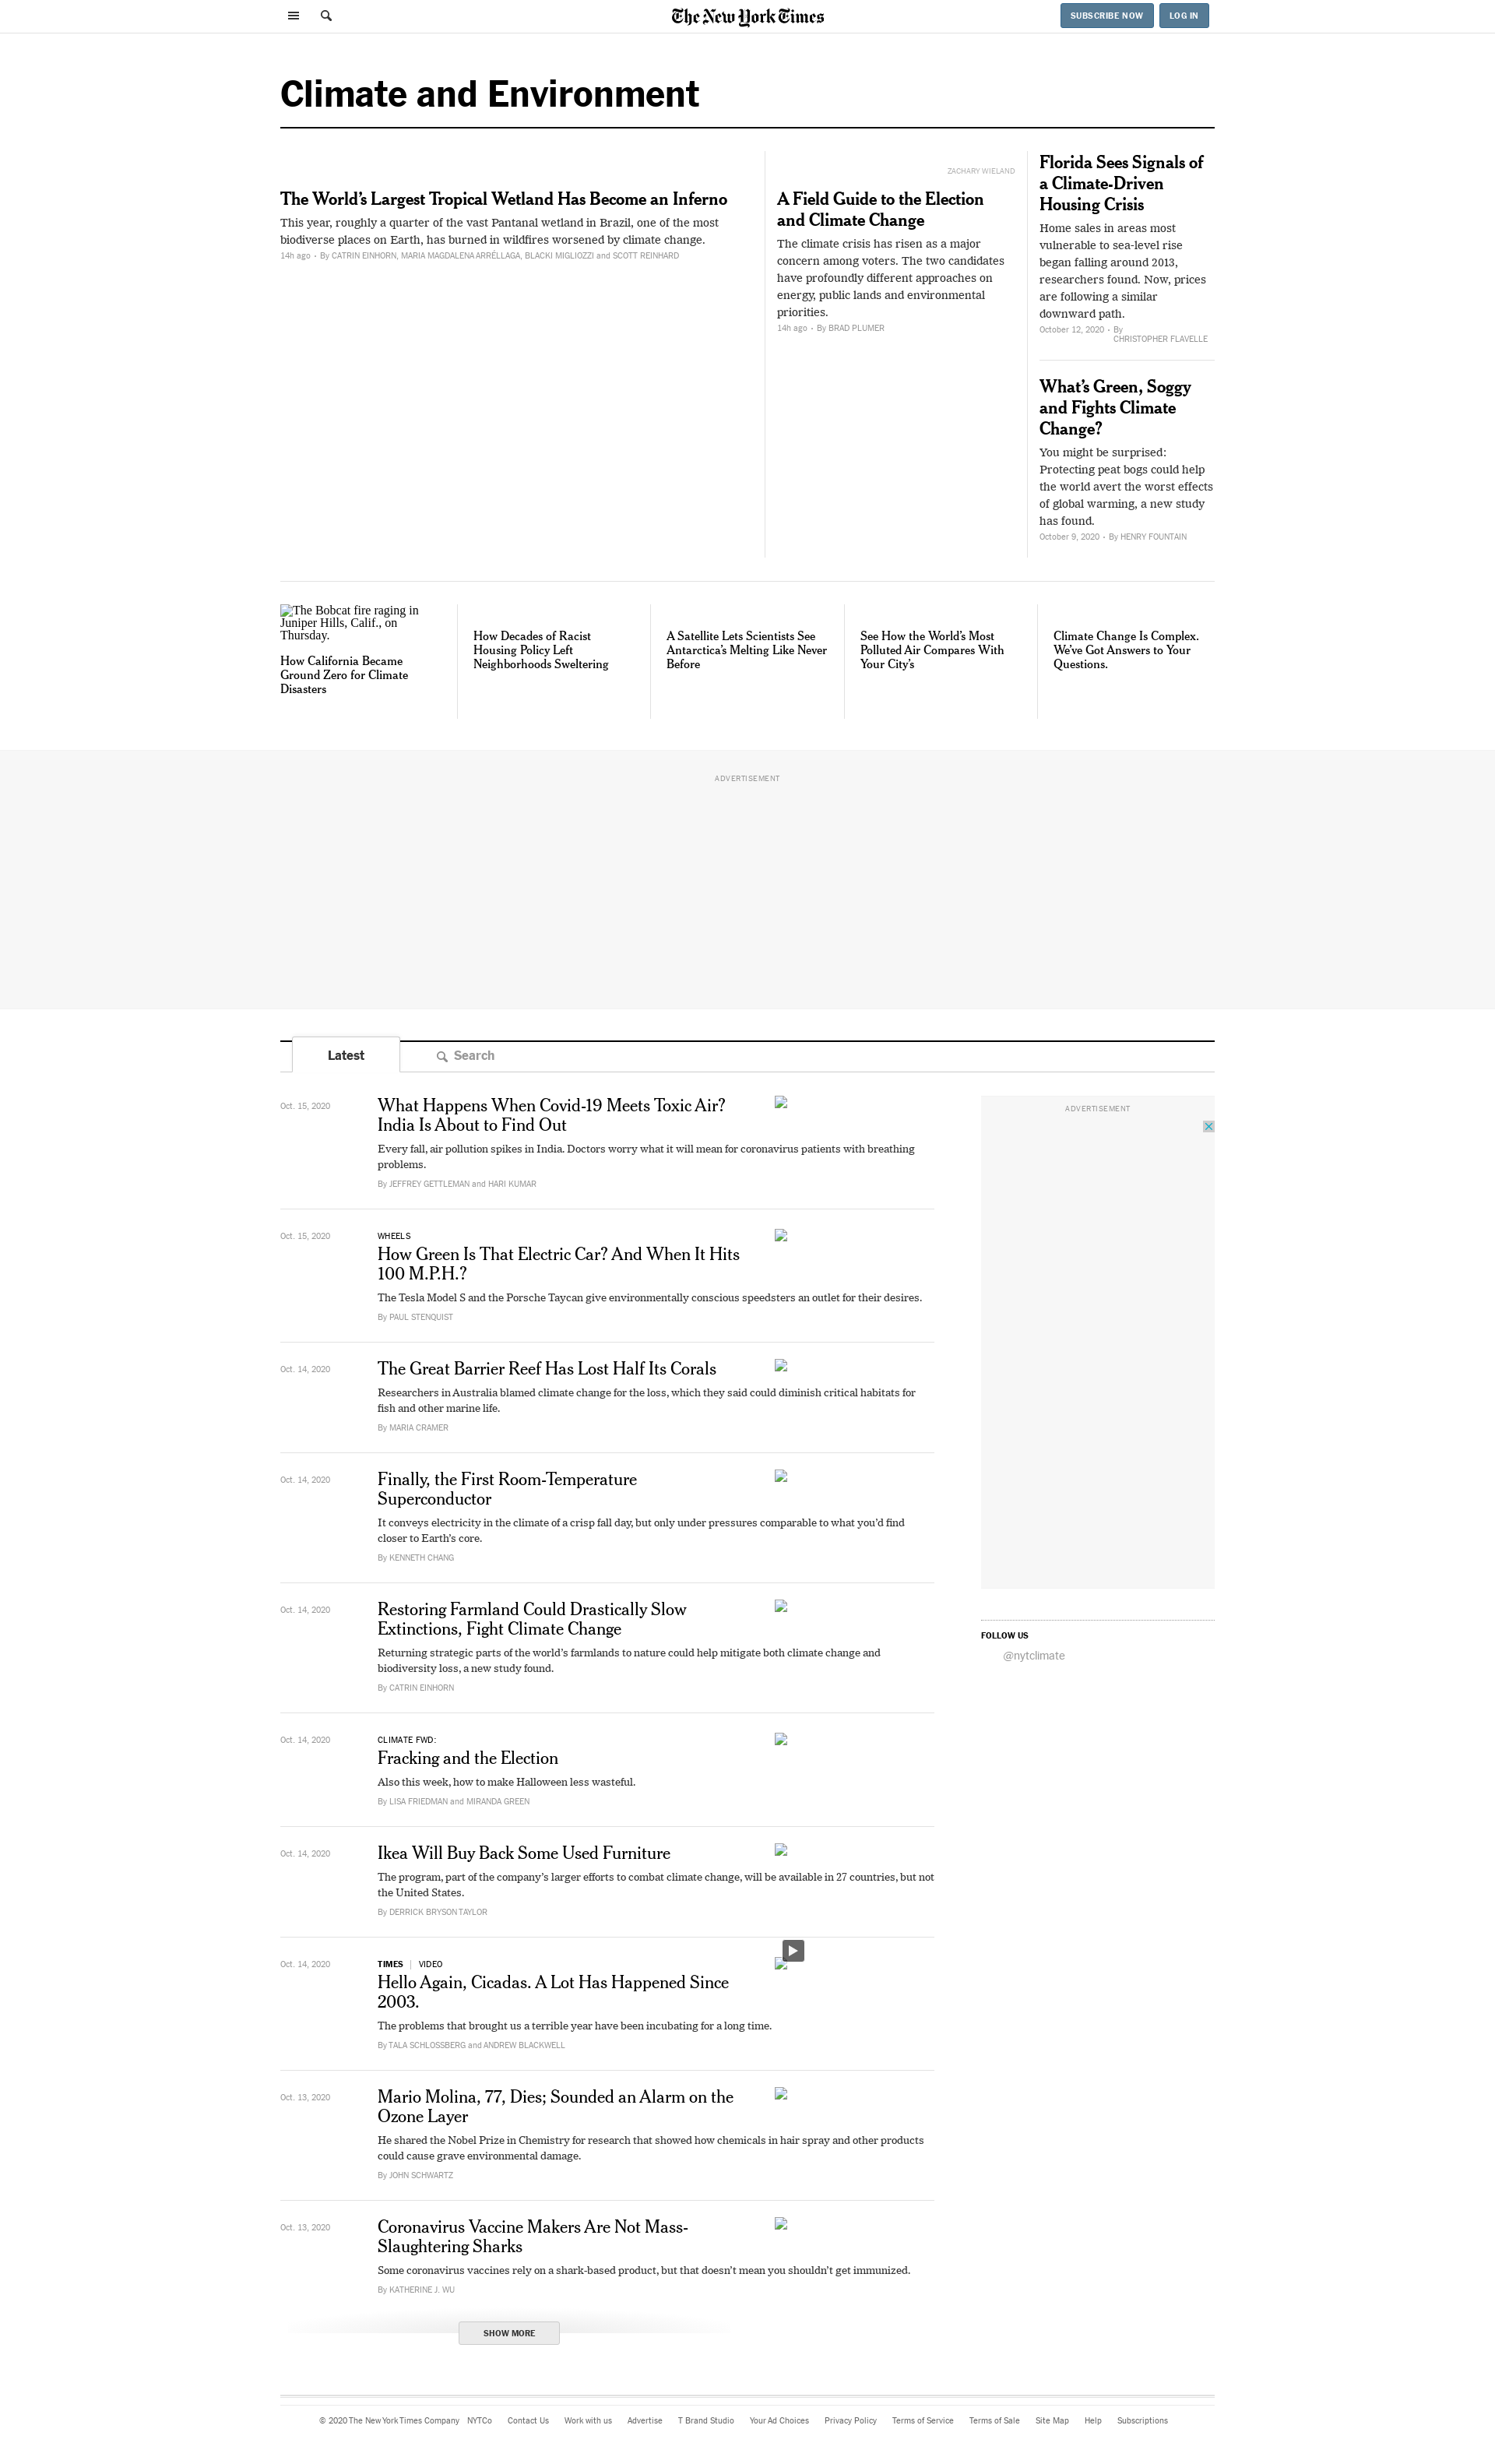 The New York Times
SUBSCRIBE NOW
LOG IN
Climate and Environment
The World's Largest Tropical Wetland Has Become an Inferno
This year, roughly a quarter of the vast Pantanal wetland in Brazil, one of the most
biodiverse places on Earth, has burned in wildfires worsened by climate change.
14h ago • By CATRIN EINHORN, MARIA MAGDALENA ARRÉLLAGA, BLACKI MIGLIOZZI and SCOTT REINHARD
ZACHARY WIELAND
A Field Guide to the Election
and Climate Change
The climate crisis has risen as a major
concern among voters. The two candidates
have profoundly different approaches on
energy, public lands and environmental
priorities.
14h ago • By BRAD PLUMER
Florida Sees Signals of
a Climate-Driven
Housing Crisis
Home sales in areas most
vulnerable to sea-level rise
began falling around 2013,
researchers found. Now, prices
are following a similar
downward path.
October 12, 2020 • By
CHRISTOPHER FLAVELLE
What's Green, Soggy
and Fights Climate
Change?
You might be surprised:
Protecting peat bogs could help
the world avert the worst effects
of global warming, a new study
has found.
October 9, 2020 • By HENRY FOUNTAIN
The Bobcat fire raging in
Juniper Hills, Calif., on
Thursday.
How California Became
Ground Zero for Climate
Disasters
How Decades of Racist
Housing Policy Left
Neighborhoods Sweltering
A Satellite Lets Scientists See
Antarctica's Melting Like Never
Before
See How the World's Most
Polluted Air Compares With
Your City's
Climate Change Is Complex.
We've Got Answers to Your
Questions.
ADVERTISEMENT
Latest
Search
Oct. 15, 2020
What Happens When Covid-19 Meets Toxic Air?
India Is About to Find Out
Every fall, air pollution spikes in India. Doctors worry what it will mean for coronavirus patients with breathing
problems.
By JEFFREY GETTLEMAN and HARI KUMAR
Oct. 15, 2020
WHEELS
How Green Is That Electric Car? And When It Hits
100 M.P.H.?
The Tesla Model S and the Porsche Taycan give environmentally conscious speedsters an outlet for their desires.
By PAUL STENQUIST
Oct. 14, 2020
The Great Barrier Reef Has Lost Half Its Corals
Researchers in Australia blamed climate change for the loss, which they said could diminish critical habitats for
fish and other marine life.
By MARIA CRAMER
Oct. 14, 2020
Finally, the First Room-Temperature
Superconductor
It conveys electricity in the climate of a crisp fall day, but only under pressures comparable to what you'd find
closer to Earth's core.
By KENNETH CHANG
Oct. 14, 2020
Restoring Farmland Could Drastically Slow
Extinctions, Fight Climate Change
Returning strategic parts of the world's farmlands to nature could help mitigate both climate change and
biodiversity loss, a new study found.
By CATRIN EINHORN
Oct. 14, 2020
CLIMATE FWD:
Fracking and the Election
Also this week, how to make Halloween less wasteful.
By LISA FRIEDMAN and MIRANDA GREEN
Oct. 14, 2020
Ikea Will Buy Back Some Used Furniture
The program, part of the company's larger efforts to combat climate change, will be available in 27 countries, but not
the United States.
By DERRICK BRYSON TAYLOR
Oct. 14, 2020
TIMES | VIDEO
Hello Again, Cicadas. A Lot Has Happened Since
2003.
The problems that brought us a terrible year have been incubating for a long time.
By TALA SCHLOSSBERG and ANDREW BLACKWELL
Oct. 13, 2020
Mario Molina, 77, Dies; Sounded an Alarm on the
Ozone Layer
He shared the Nobel Prize in Chemistry for research that showed how chemicals in hair spray and other products
could cause grave environmental damage.
By JOHN SCHWARTZ
Oct. 13, 2020
Coronavirus Vaccine Makers Are Not Mass-
Slaughtering Sharks
Some coronavirus vaccines rely on a shark-based product, but that doesn't mean you shouldn't get immunized.
By KATHERINE J. WU
SHOW MORE
ADVERTISEMENT
FOLLOW US
@nytclimate
© 2020 The New York Times Company NYTCo Contact Us Work with us Advertise T Brand Studio Your Ad Choices Privacy Policy Terms of Service Terms of Sale Site Map Help Subscriptions